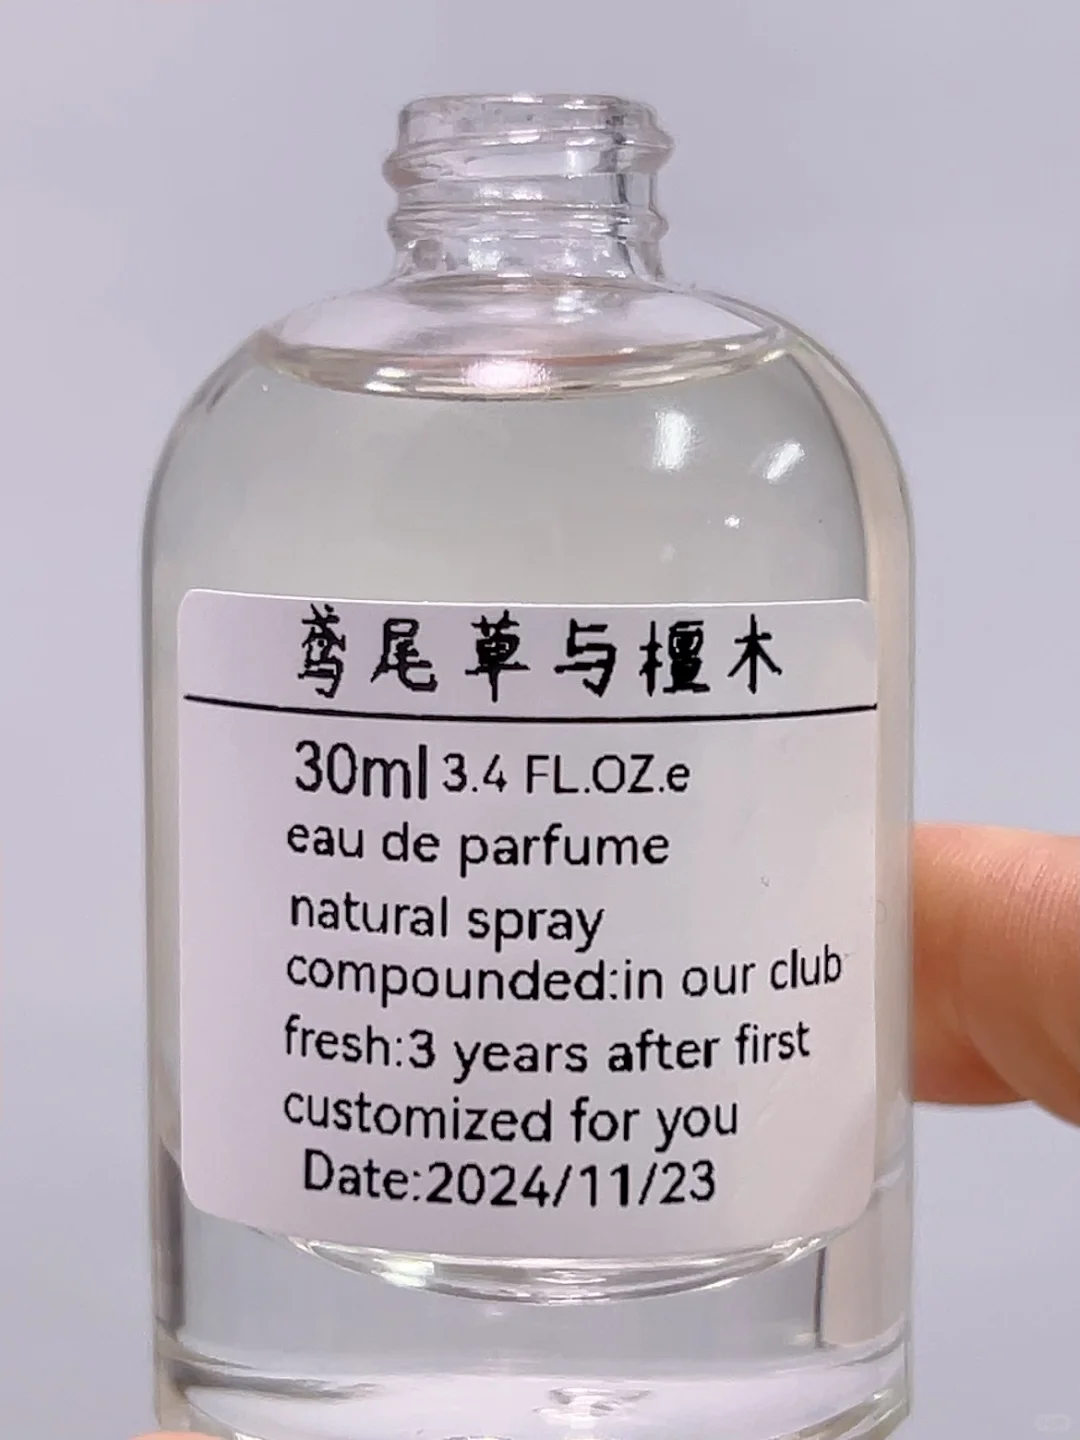 鸢尾草与檀木
30ml 3.4 FL.OZ.e
eau de parfume
natural spray
compounded:in our club
fresh:3 years after first
customized for you
Date:2024/11/23